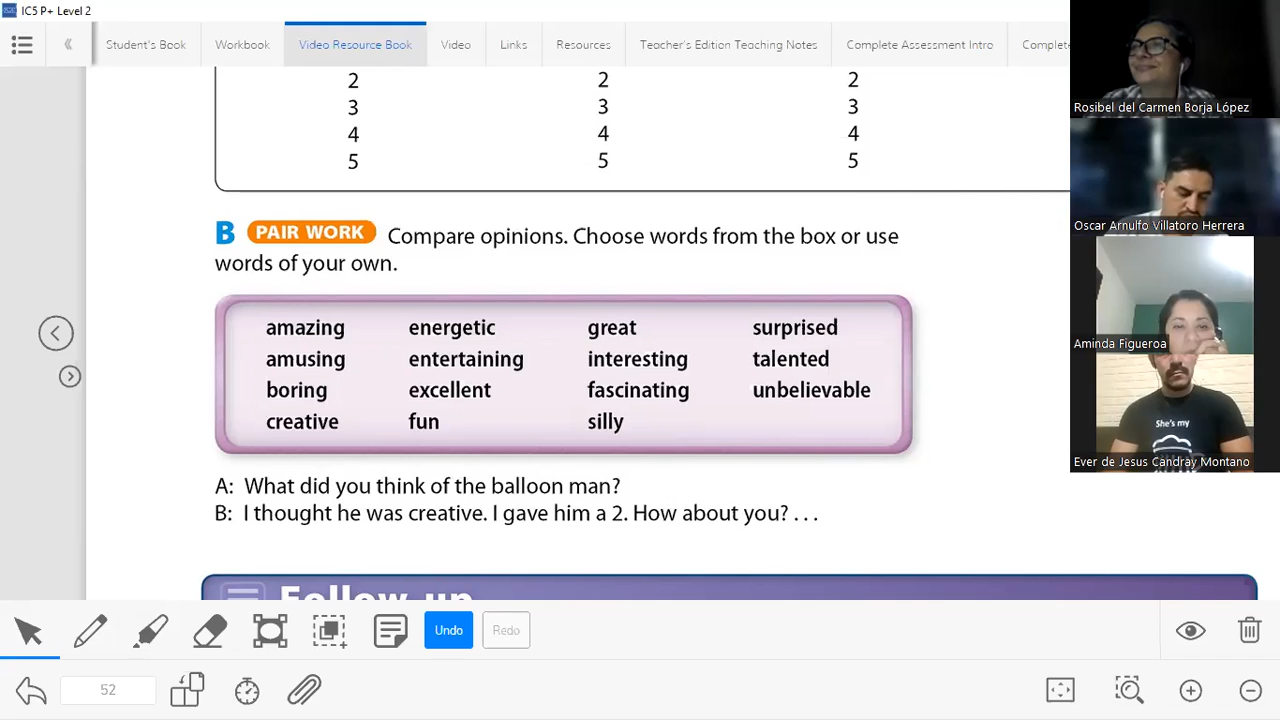 IC5 P+ Level 2
Student's Book Workbook Video Resource Book Video Links Resources Teacher's Edition Teaching Notes Complete Assessment Intro Complete
2 2 2
3 3 3
4 4 4
5 5 5
B PAIR WORK Compare opinions. Choose words from the box or use
words of your own.
amazing energetic great surprised
amusing entertaining interesting talented
boring excellent fascinating unbelievable
creative fun silly
A: What did you think of the balloon man?
B: I thought he was creative. I gave him a 2. How about you? . . .
Follow-up
Undo Redo
52
Rosibel del Carmen Borja López
Oscar Arnulfo Villatoro Herrera
Aminda Figueroa
She's my
Ever de Jesus Candray Montano